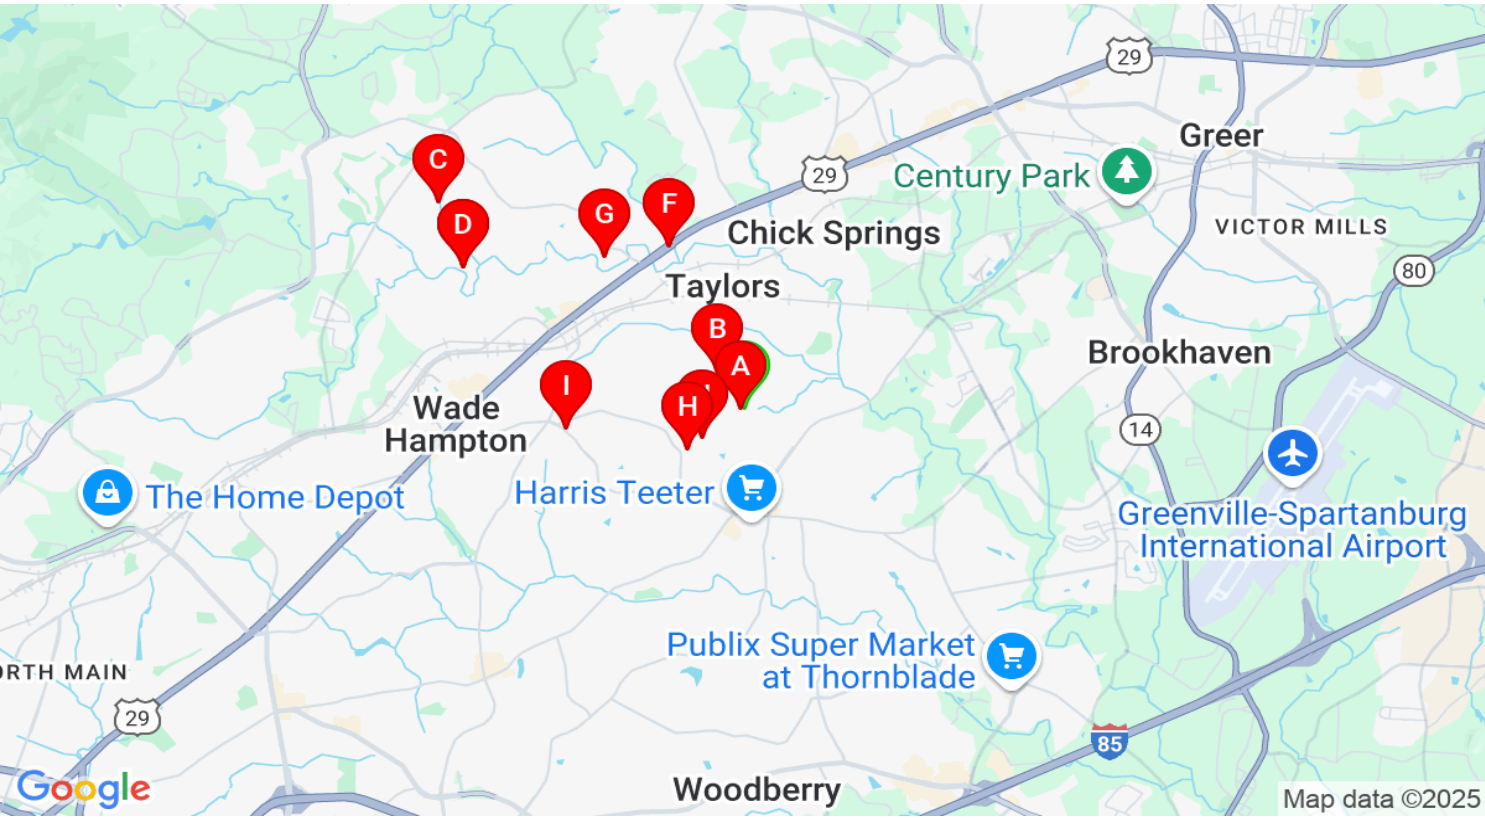 29
Greer
C
Century Park
29
D
G
F
Chick Springs
VICTOR MILLS
80
Taylors
B
Brookhaven
A
I
H
Wade
Hampton
14
The Home Depot
Harris Teeter
Greenville-Spartanburg
International Airport
Publix Super Market
at Thornblade
ORTH MAIN
29
85
Woodberry
Google
Map data ©2025